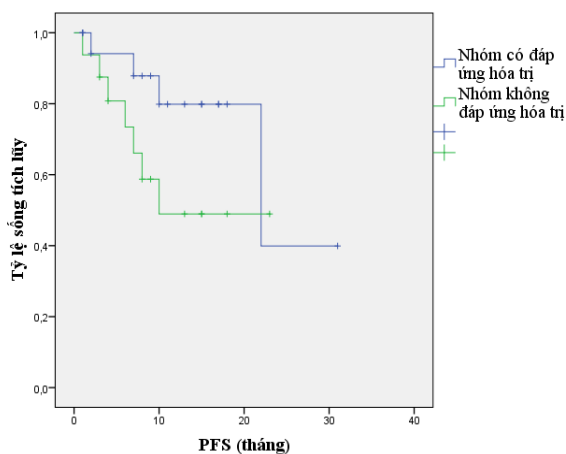 1,0
0,8
0,6
0,4
0,2
0,0
Tỷ lệ sống tích lũy
0
10
20
30
40
PFS (tháng)
Nhóm có đáp
ứng hóa trị
Nhóm không
đáp ứng hóa trị